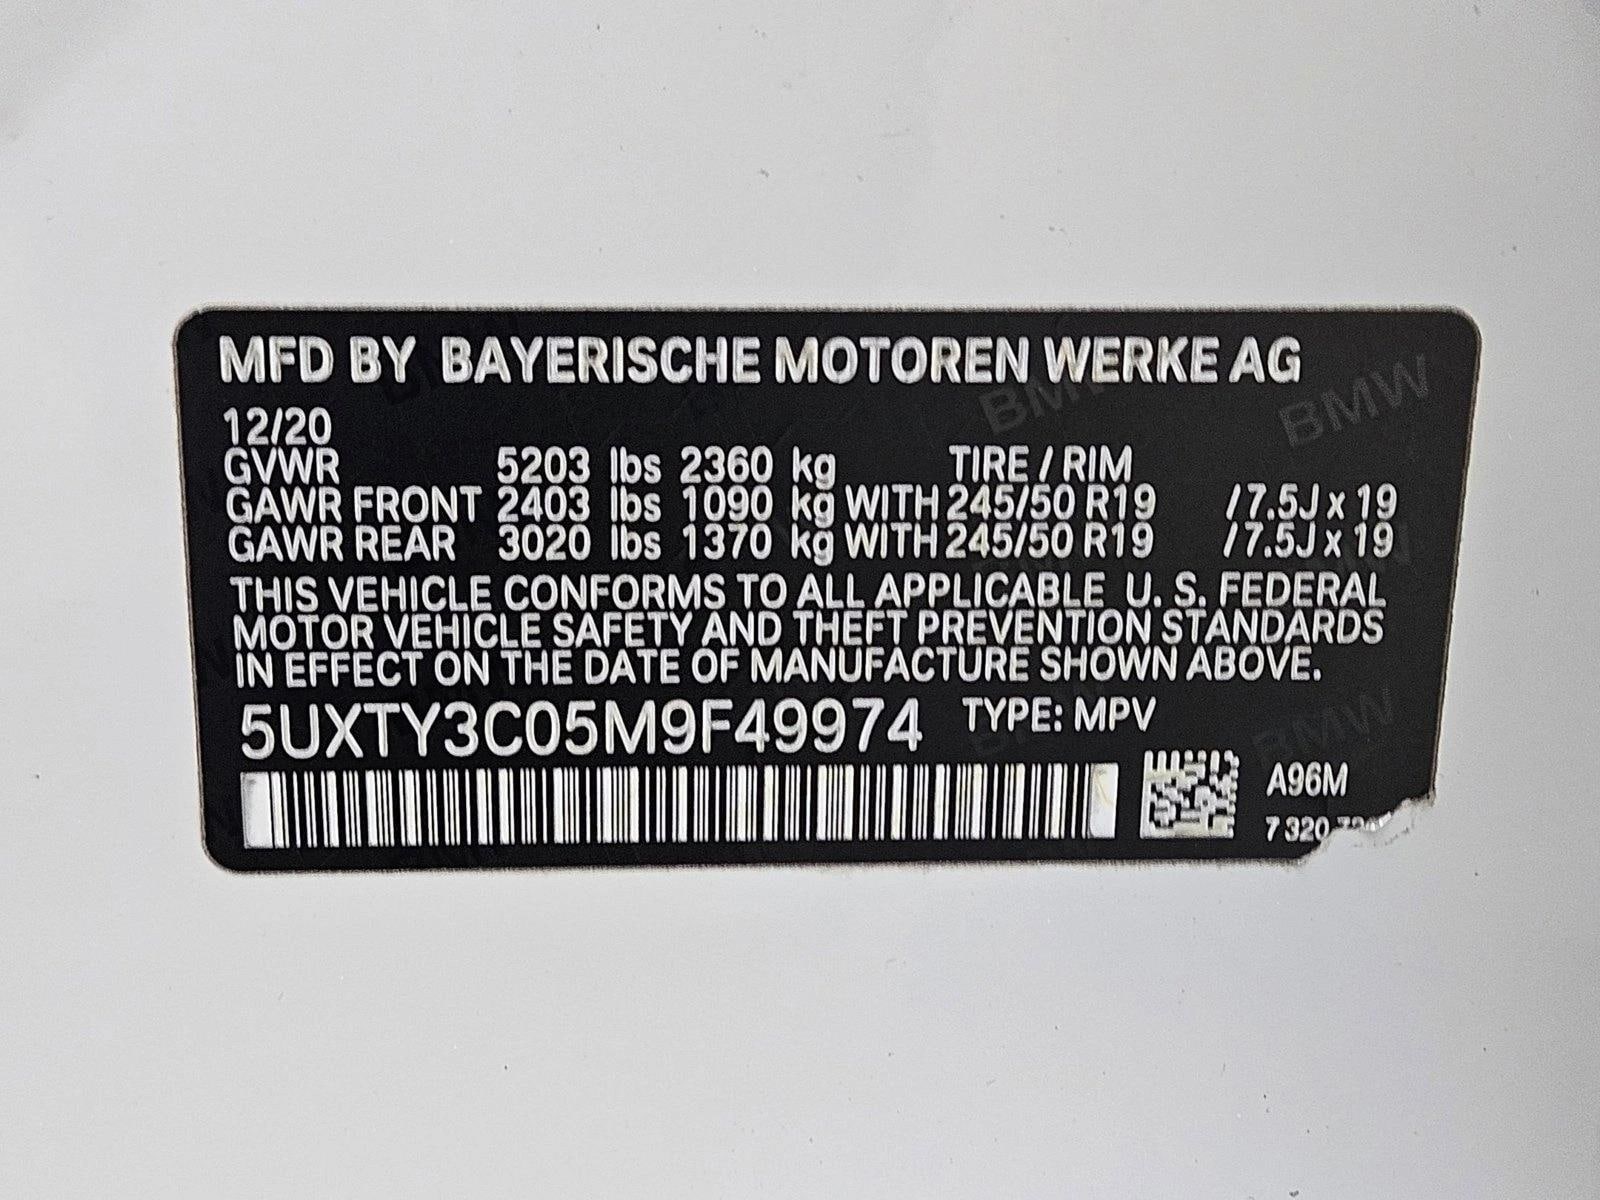 MFD BY BAYERISCHE MOTOREN WERKE AG
12/20
GVWR 5203 lbs 2360 kg TIRE / RIM
GAWR FRONT 2403 lbs 1090 kg WITH 245/50 R19 /7.5J x 19
GAWR REAR 3020 lbs 1370 kg WITH 245/50 R19 /7.5J x 19
THIS VEHICLE CONFORMS TO ALL APPLICABLE U. S. FEDERAL
MOTOR VEHICLE SAFETY AND THEFT PREVENTION STANDARDS
IN EFFECT ON THE DATE OF MANUFACTURE SHOWN ABOVE.
5UXTY3C05M9F49974 TYPE: MPV
A96M
7 320